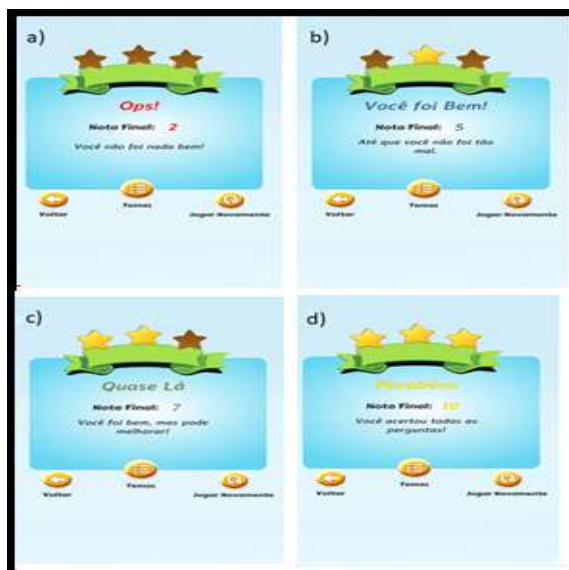 a)
Ops!
Nota Final: 2
Você não foi nada bem!
Voltar
Temas
Jogar Novamente
b)
Você foi Bem!
Nota Final: 5
Até que você não foi tão
mal.
Voltar
Temas
Jogar Novamente
c)
Quase Lá
Nota Final: 7
Você foi bem, mas pode
melhorar!
Voltar
Temas
Jogar Novamente
d)
Parabéns
Nota Final: 10
Você acertou todas as
perguntas!
Voltar
Temas
Jogar Novamente